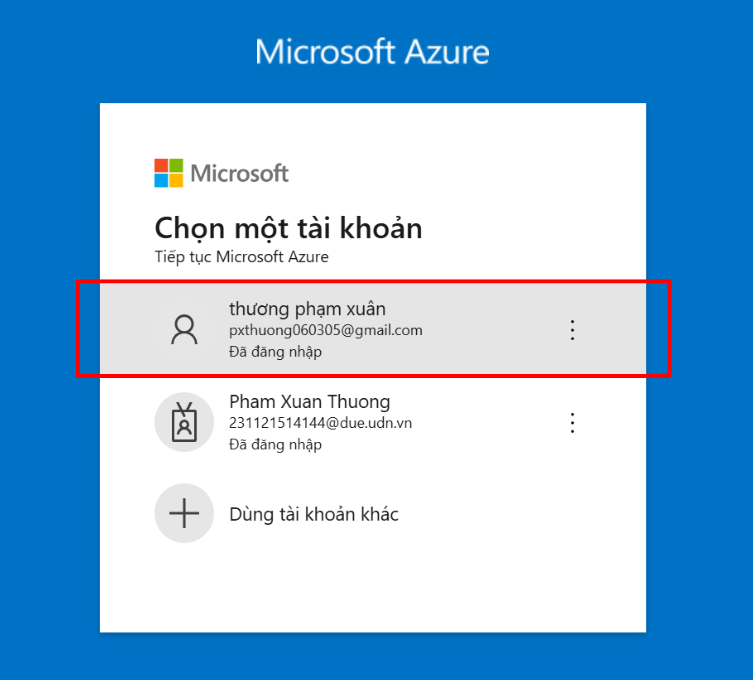 Microsoft Azure
Microsoft
Chọn một tài khoản
Tiếp tục Microsoft Azure
thương phạm xuân
pxthuong060305@gmail.com
Đã đăng nhập
Pham Xuan Thuong
231121514144@due.udn.vn
Đã đăng nhập
Dùng tài khoản khác